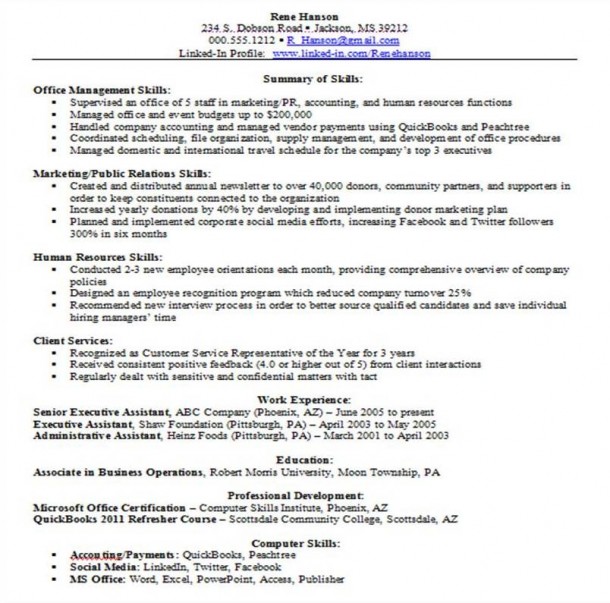 Rene Hanson
234 S. Dobson Road • Jackson, MS 39212
000.555.1212 • R_Hanson@gmail.com
Linked-In Profile: www.linked-in.com/Renehanson
Summary of Skills:
Office Management Skills:
• Supervised an office of 5 staff in marketing/PR, accounting, and human resources functions
• Managed office and event budgets up to $200,000
• Handled company accounting and managed vendor payments using QuickBooks and Peachtree
• Coordinated scheduling, file organization, supply management, and development of office procedures
• Managed domestic and international travel schedule for the company's top 3 executives
Marketing/Public Relations Skills:
• Created and distributed annual newsletter to over 40,000 donors, community partners, and supporters in
order to keep constituents connected to the organization
• Increased yearly donations by 40% by developing and implementing donor marketing plan
• Planned and implemented corporate social media efforts, increasing Facebook and Twitter followers
300% in six months
Human Resources Skills:
• Conducted 2-3 new employee orientations each month, providing comprehensive overview of company
policies
• Designed an employee recognition program which reduced company turnover 25%
• Recommended new interview process in order to better source qualified candidates and save individual
hiring managers' time
Client Services:
• Recognized as Customer Service Representative of the Year for 3 years
• Received consistent positive feedback (4.0 or higher out of 5) from client interactions
• Regularly dealt with sensitive and confidential matters with tact
Work Experience:
Senior Executive Assistant, ABC Company (Phoenix, AZ) – June 2005 to present
Executive Assistant, Shaw Foundation (Pittsburgh, PA) – April 2003 to May 2005
Administrative Assistant, Heinz Foods (Pittsburgh, PA) – March 2001 to April 2003
Education:
Associate in Business Operations, Robert Morris University, Moon Township, PA
Professional Development:
Microsoft Office Certification – Computer Skills Institute, Phoenix, AZ
QuickBooks 2011 Refresher Course – Scottsdale Community College, Scottsdale, AZ
Computer Skills:
• Accouting/Payments: QuickBooks, Peachtree
• Social Media: LinkedIn, Twitter, Facebook
• MS Office: Word, Excel, PowerPoint, Access, Publisher